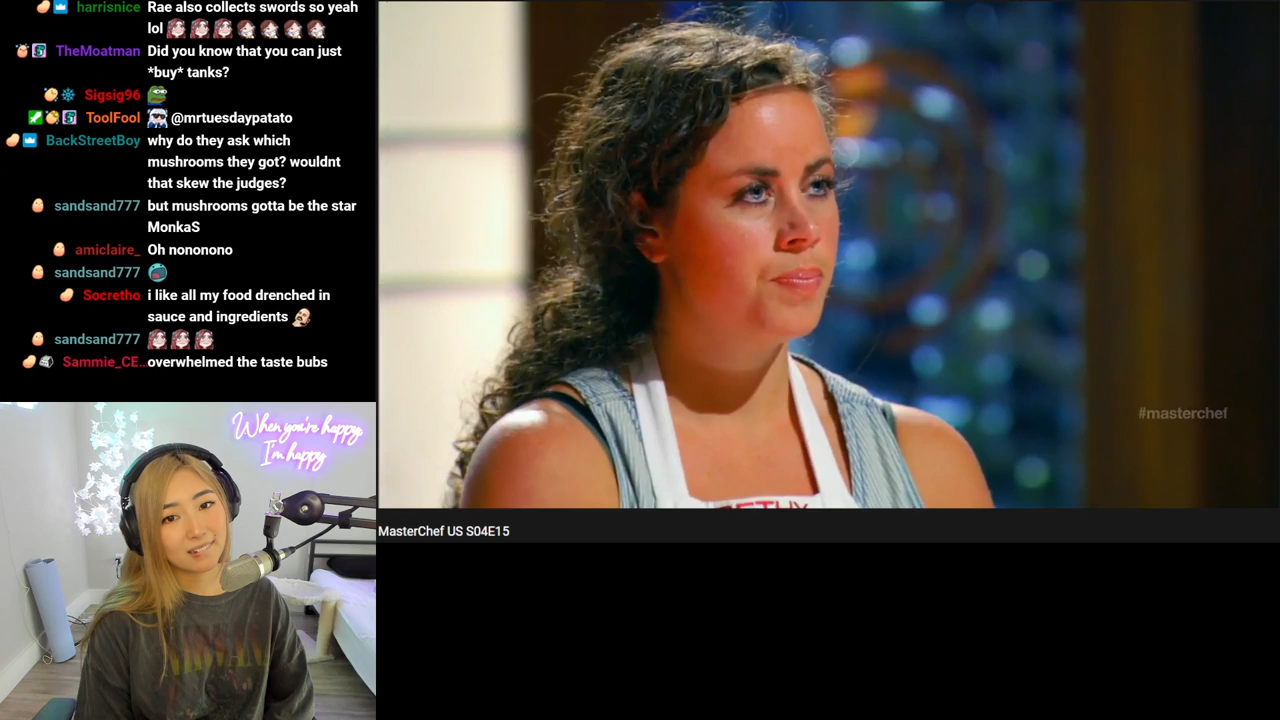 harrisnice Rae also collects swords so yeah
lol
TheMoatman Did you know that you can just
*buy* tanks?
Sigsig96
ToolFool @mrtuesdaypatato
BackStreetBoy why do they ask which
mushrooms they got? wouldnt
that skew the judges?
sandsand777 but mushrooms gotta be the star
MonkaS
amiclaire_ Oh nononono
sandsand777
Socretho i like all my food drenched in
sauce and ingredients
sandsand777
Sammie_CE... overwhelmed the taste bubs
#masterchef
MasterChef US S04E15
When you're happy
I'm happy
NIRVANA